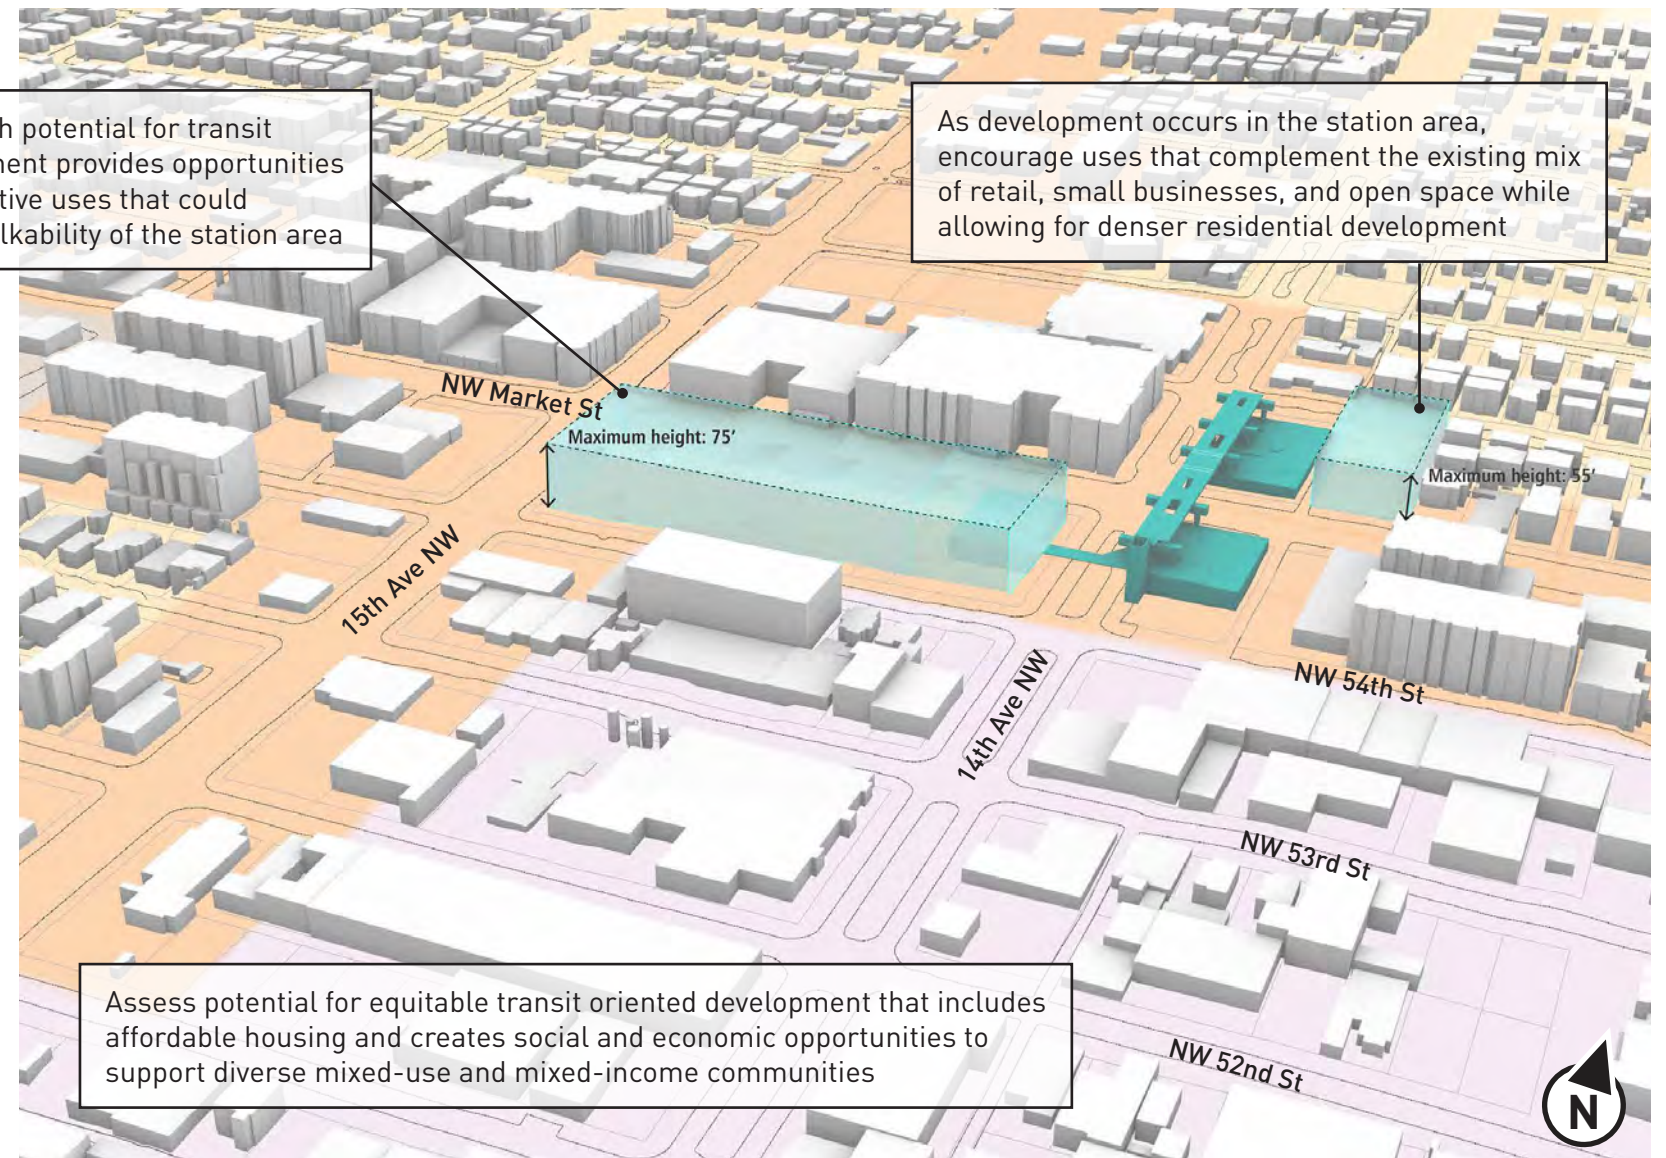 h potential for transit
ment provides opportunities
tive uses that could
lkability of the station area
As development occurs in the station area,
encourage uses that complement the existing mix
of retail, small businesses, and open space while
allowing for denser residential development
NW Market St
Maximum height: 75'
Maximum height: 55'
15th Ave NW
14th Ave NW
NW 54th St
NW 53rd St
NW 52nd St
Assess potential for equitable transit oriented development that includes
affordable housing and creates social and economic opportunities to
support diverse mixed-use and mixed-income communities
N